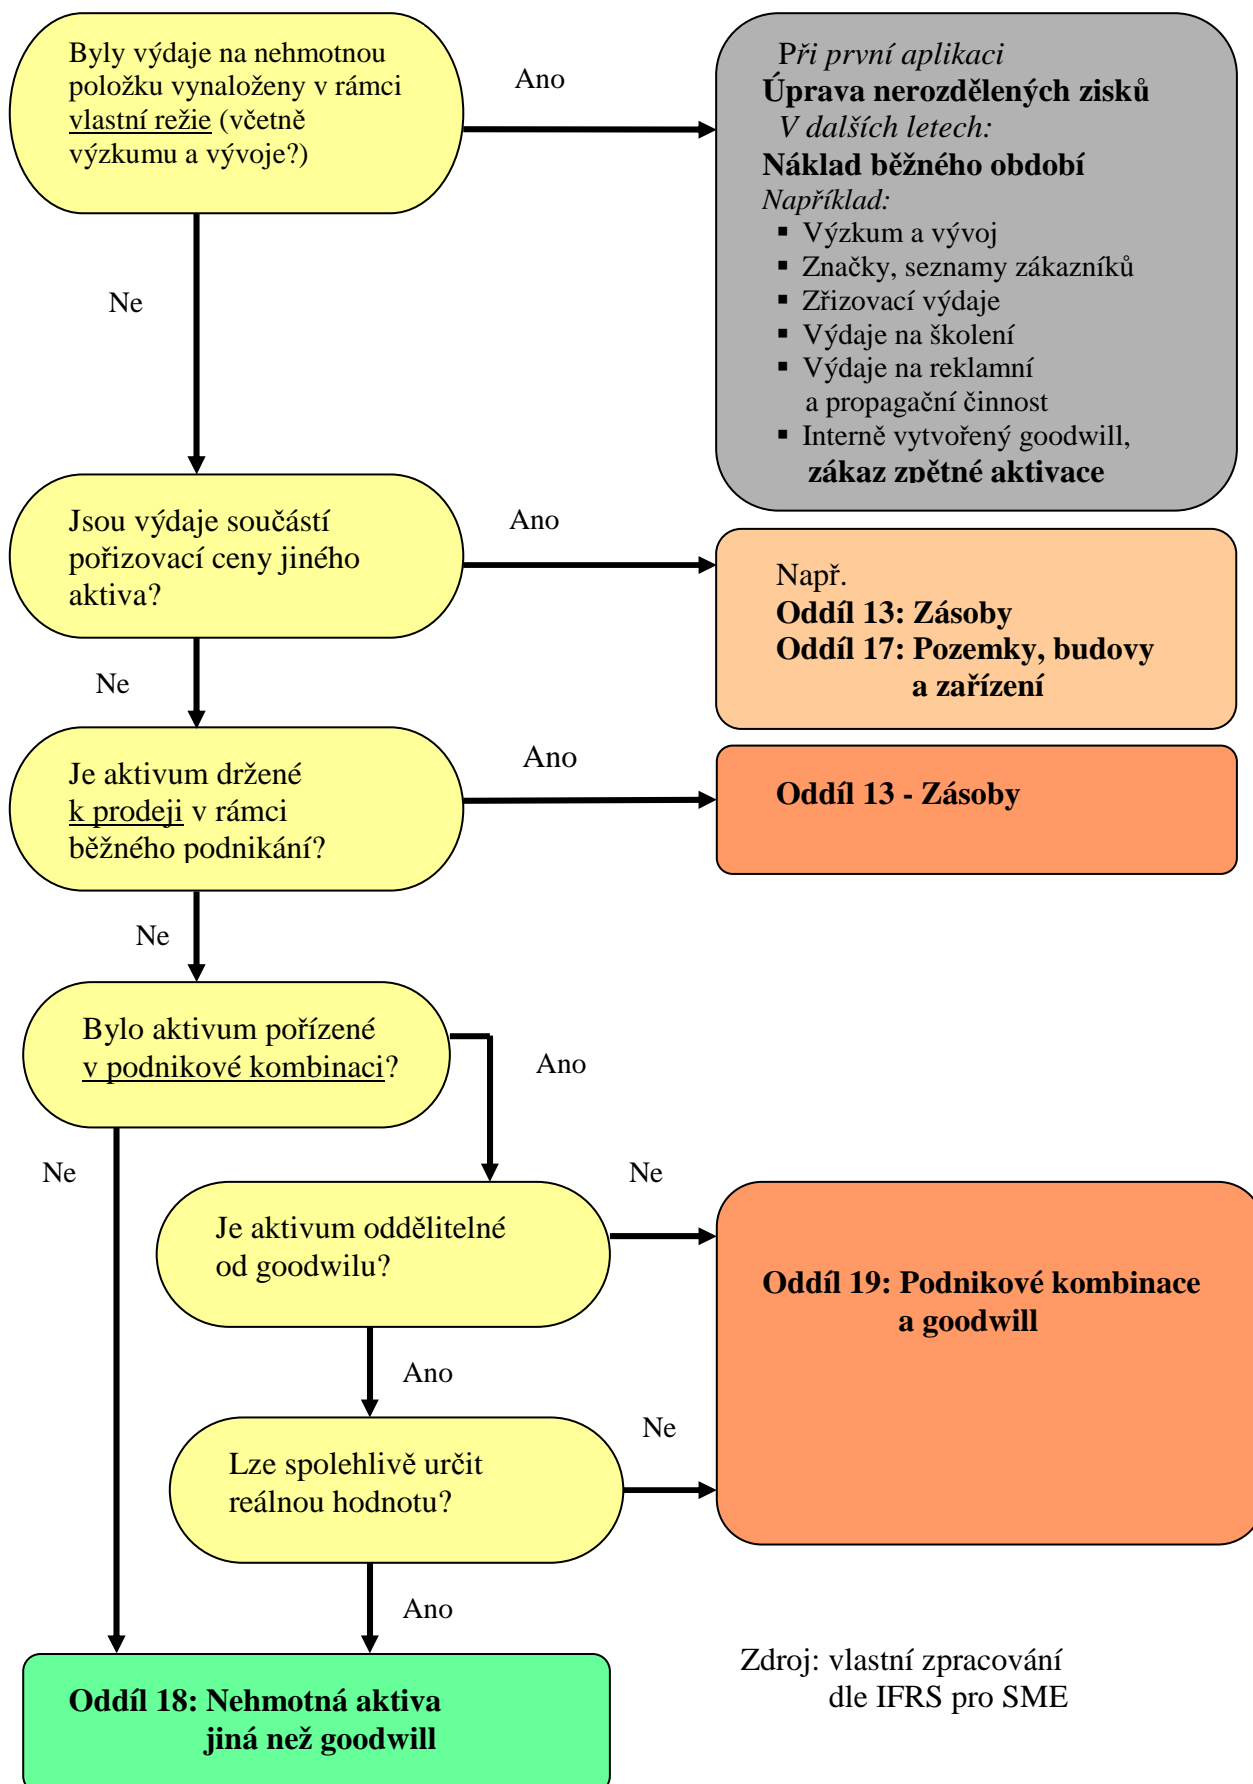 Byly výdaje na nehmotnou
položku vynaloženy v rámci
vlastní režie (včetně
výzkumu a vývoje?)
Ano
Při první aplikaci
Úprava nerozdělených zisků
V dalších letech:
Náklad běžného období
Například:
▪ Výzkum a vývoj
▪ Značky, seznamy zákazníků
▪ Zřizovací výdaje
▪ Výdaje na školení
▪ Výdaje na reklamní
a propagační činnost
▪ Interně vytvořený goodwill,
zákaz zpětné aktivace
Ne
Jsou výdaje součástí
pořizovací ceny jiného
aktiva?
Ano
Např.
Oddíl 13: Zásoby
Oddíl 17: Pozemky, budovy
a zařízení
Ne
Je aktivum držené
k prodeji v rámci
běžného podnikání?
Ano
Oddíl 13 - Zásoby
Ne
Bylo aktivum pořízené
v podnikové kombinaci?
Ano
Ne
Je aktivum oddělitelné
od goodwilu?
Ne
Oddíl 19: Podnikové kombinace
a goodwill
Ano
Lze spolehlivě určit
reálnou hodnotu?
Ne
Ano
Oddíl 18: Nehmotná aktiva
jiná než goodwill
Zdroj: vlastní zpracování
dle IFRS pro SME